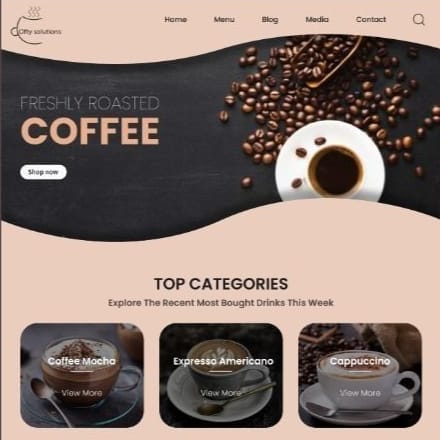 COffy solutions
Home Menu Blog Media Contact
FRESHLY ROASTED
COFFEE
Shop now
TOP CATEGORIES
Explore The Recent Most Bought Drinks This Week
Coffee Mocha Expresso Americano Cappuccino
View More View More View More